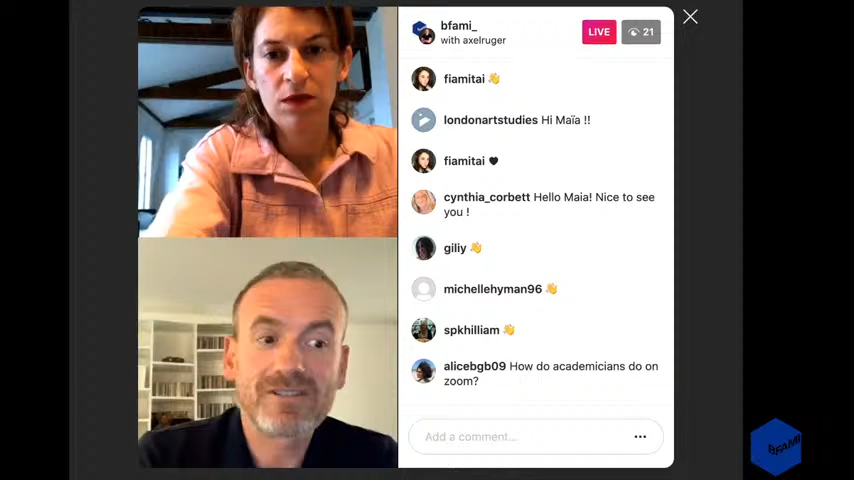 bfami_
with axelruger
LIVE
21
fiamitai 👋
londonartstudies Hi Maïa !!
fiamitai 🖤
cynthia_corbett Hello Maia! Nice to see
you !
giliy 👋
michellehyman96 👋
spkhilliam 👋
alicebgb09 How do academicians do on
zoom?
Add a comment...
BFAMI